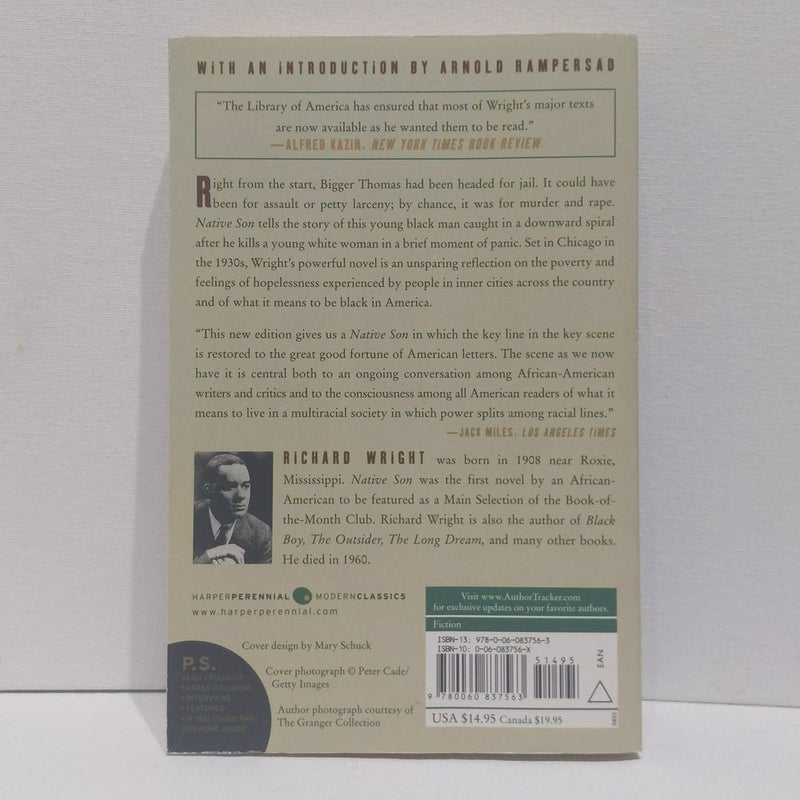 WiTH AN iNTRODUCTiON BY ARNOLD RAMPERSAD
“The Library of America has ensured that most of Wright’s major texts
are now available as he wanted them to be read.”
—ALFRED KAZIN, NEW YORK TIMES BOOK REVIEW
Right from the start, Bigger Thomas had been headed for jail. It could have
been for assault or petty larceny; by chance, it was for murder and rape.
Native Son tells the story of this young black man caught in a downward spiral
after he kills a young white woman in a brief moment of panic. Set in Chicago in
the 1930s, Wright’s powerful novel is an unsparing reflection on the poverty and
feelings of hopelessness experienced by people in inner cities across the country
and of what it means to be black in America.
“This new edition gives us a Native Son in which the key line in the key scene
is restored to the great good fortune of American letters. The scene as we now
have it is central both to an ongoing conversation among African-American
writers and critics and to the consciousness among all American readers of what it
means to live in a multiracial society in which power splits among racial lines.”
—JACK MILES, LOS ANGELES TIMES
RiCHARD WRiGHT was born in 1908 near Roxie,
Mississippi. Native Son was the first novel by an African-
American to be featured as a Main Selection of the Book-of-
the-Month Club. Richard Wright is also the author of Black
Boy, The Outsider, The Long Dream, and many other books.
He died in 1960.
HARPERPERENNIAL MODERNCLASSICS
www.harperperennial.com
Cover design by Mary Schuck
Cover photograph © Peter Cade/
Getty Images
Author photograph courtesy of
The Granger Collection
P.S.
READ EXCLUSIVE
EXTRAS INCLUDING
• INTERVIEWS
• FEATURES
• IF YOU LOVED THIS
AND MORE INSIDE
Visit www.AuthorTracker.com
for exclusive updates on your favorite authors.
Fiction
ISBN-13: 978-0-06-083756-3
ISBN-10: 0-06-083756-X
51495
EAN
9 780060 837563
USA $14.95 Canada $19.95
0805